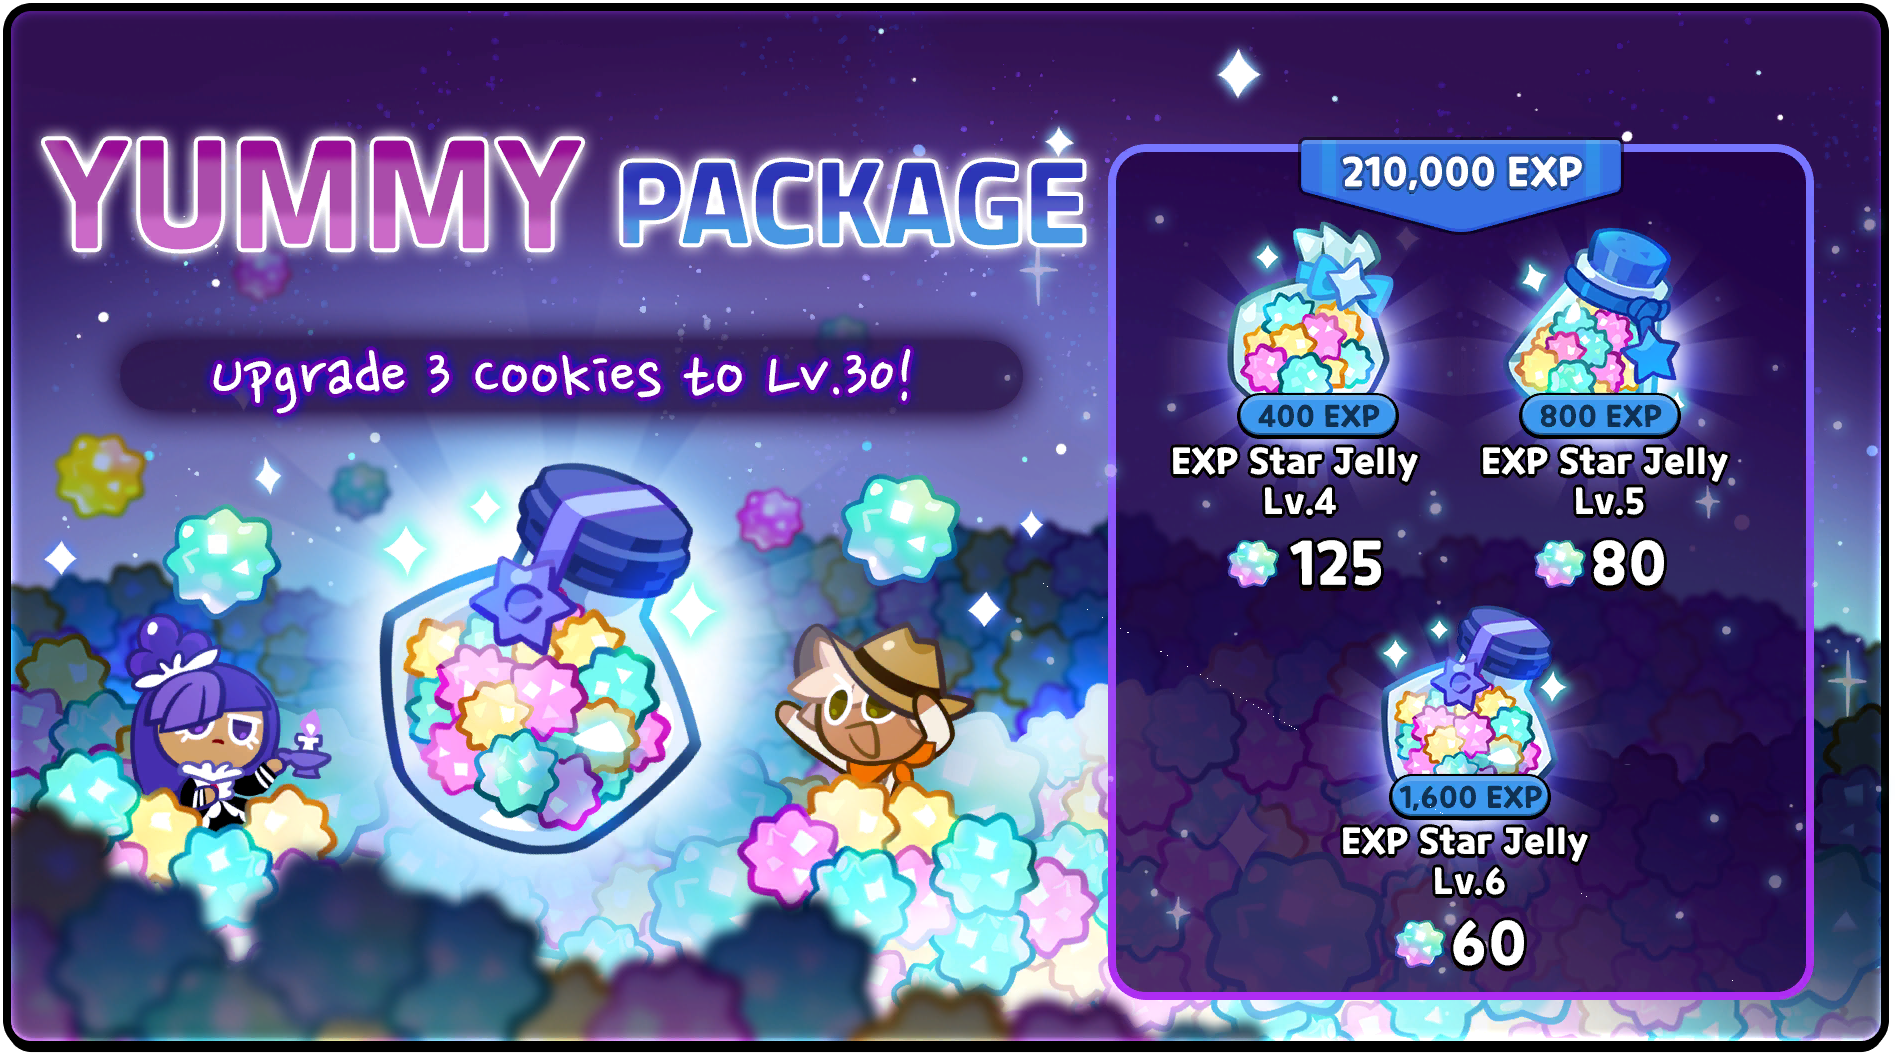 YUMMY PACKAGE
Upgrade 3 cookies to Lv.30!
210,000 EXP
400 EXP
EXP Star Jelly
Lv.4
125
800 EXP
EXP Star Jelly
Lv.5
80
1,600 EXP
EXP Star Jelly
Lv.6
60